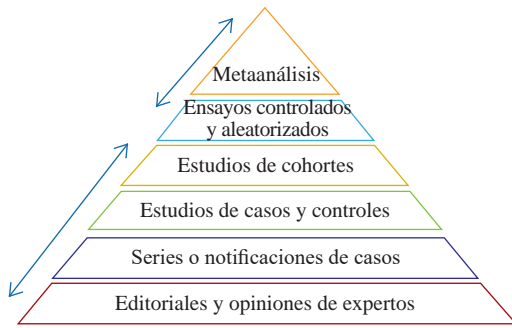 Metaanálisis
Ensayos controlados
y aleatorizados
Estudios de cohortes
Estudios de casos y controles
Series o notificaciones de casos
Editoriales y opiniones de expertos